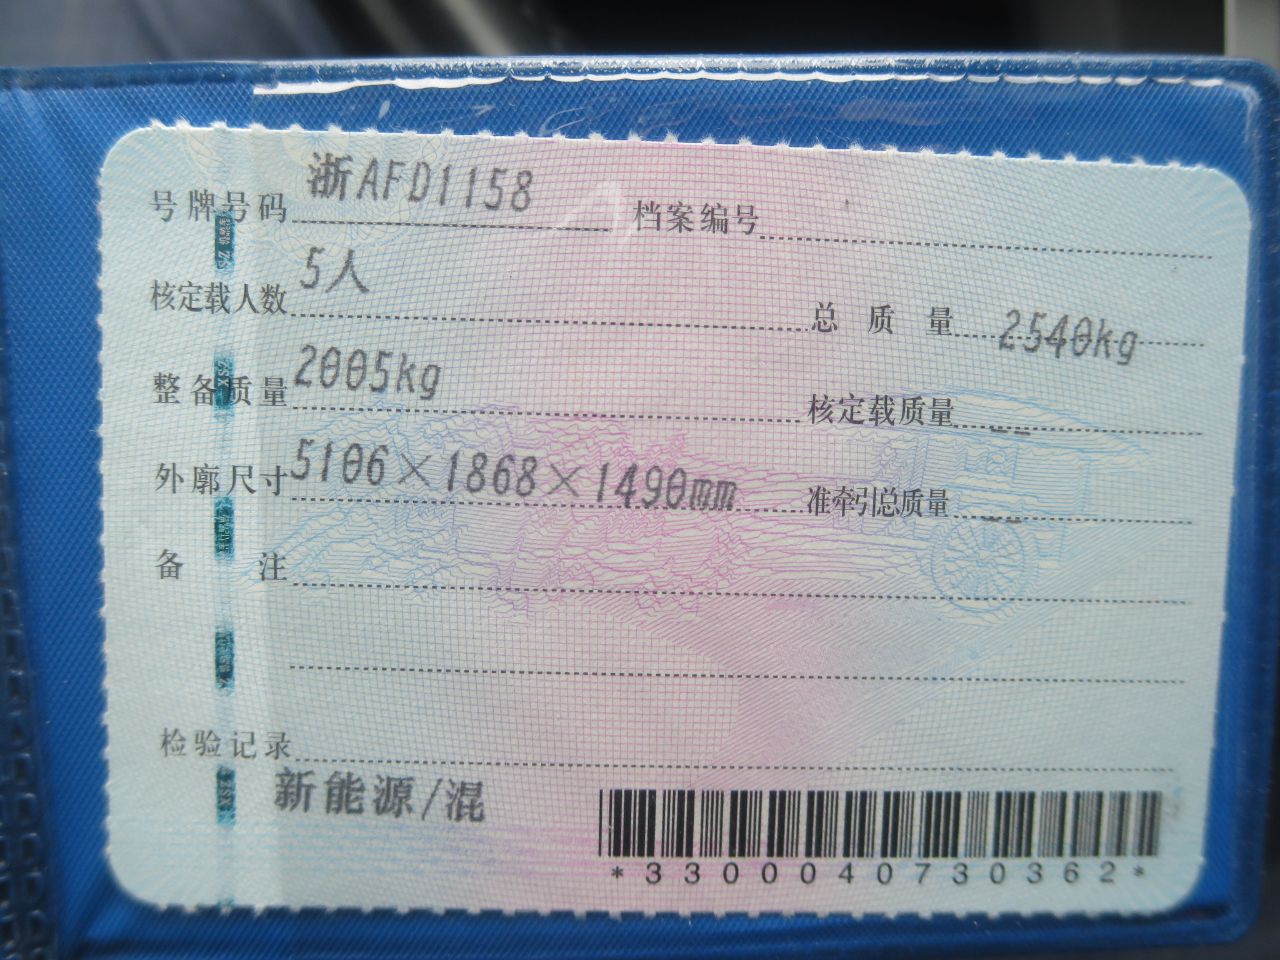 号牌号码 浙AFD1158 档案编号
核定载人数 5人 总质量 2540kg
整备质量 2005kg 核定载质量 --
外廓尺寸 5106×1868×1490mm 准牵引总质量 --
备注
检验记录
新能源/混
*3300040730362*